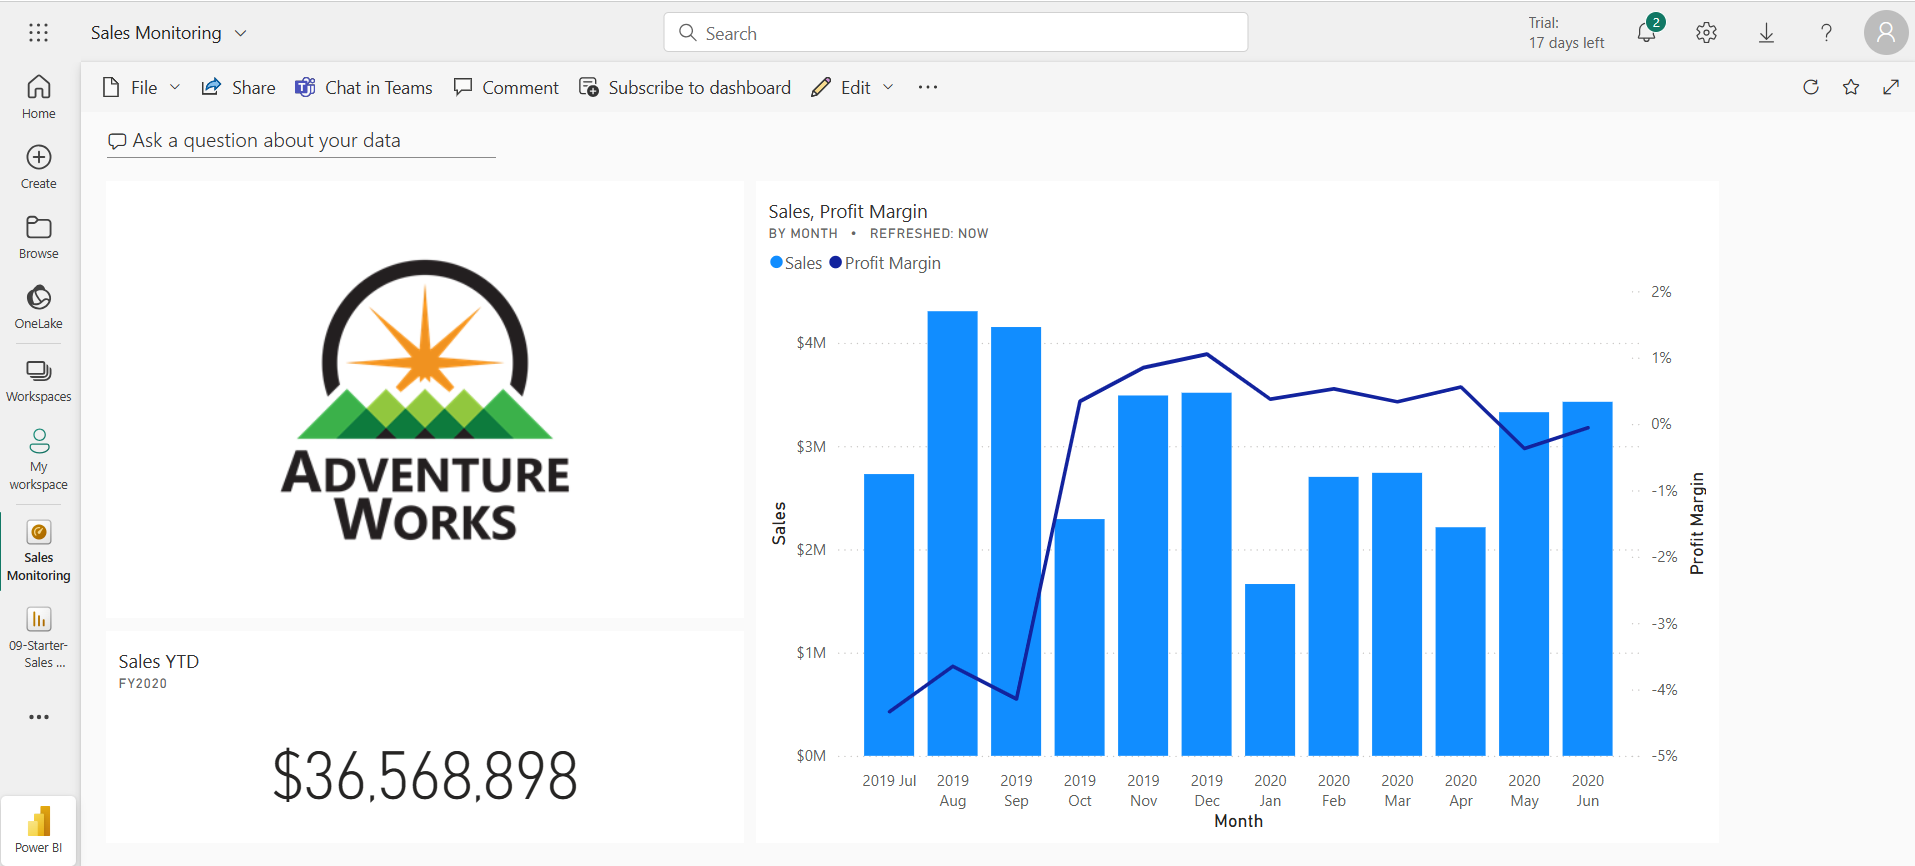 Sales Monitoring
Search
Trial:
17 days left
2
Home
Create
Browse
OneLake
Workspaces
My
workspace
Sales
Monitoring
09-Starter-
Sales ...
Power BI
File
Share
Chat in Teams
Comment
Subscribe to dashboard
Edit
Ask a question about your data
ADVENTURE
WORKS
Sales YTD
FY2020
$36,568,898
Sales, Profit Margin
BY MONTH • REFRESHED: NOW
Sales
Profit Margin
$4M
$3M
$2M
$1M
$0M
Sales
2%
1%
0%
-1%
-2%
-3%
-4%
-5%
Profit Margin
2019 Jul
2019
Aug
2019
Sep
2019
Oct
2019
Nov
2019
Dec
2020
Jan
2020
Feb
2020
Mar
2020
Apr
2020
May
2020
Jun
Month